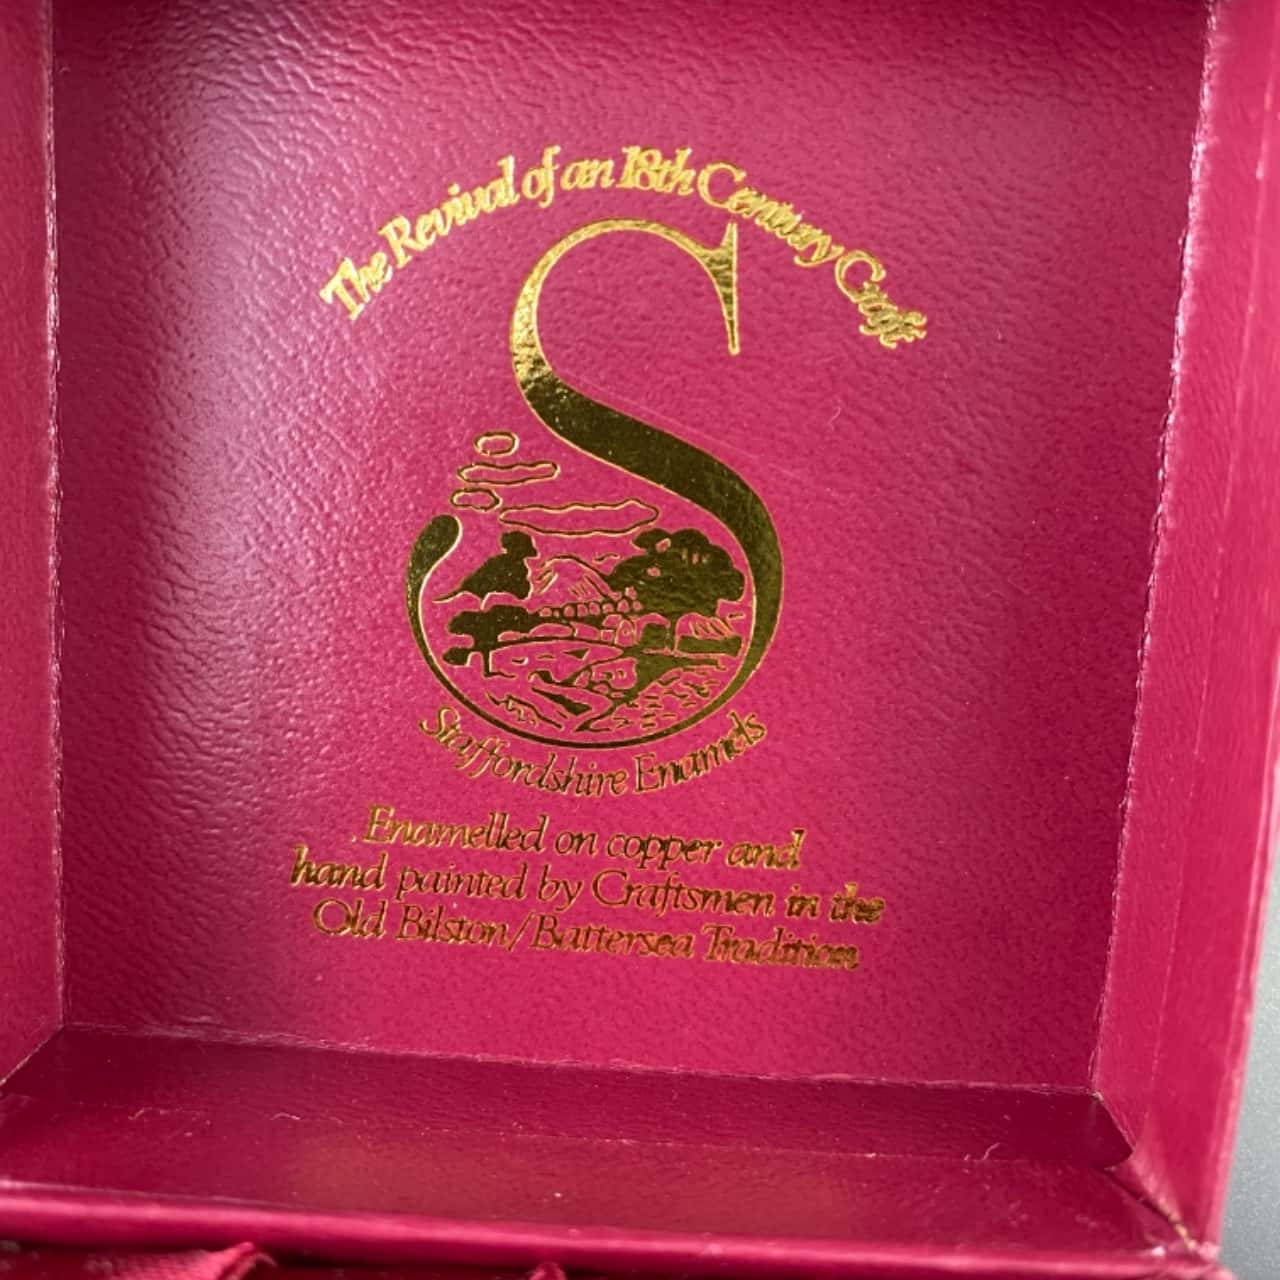 The Revival of an 18th Century Craft
S
Staffordshire Enamels
Enamelled on copper and
hand painted by Craftsmen in the
Old Bilston/Battersea Tradition